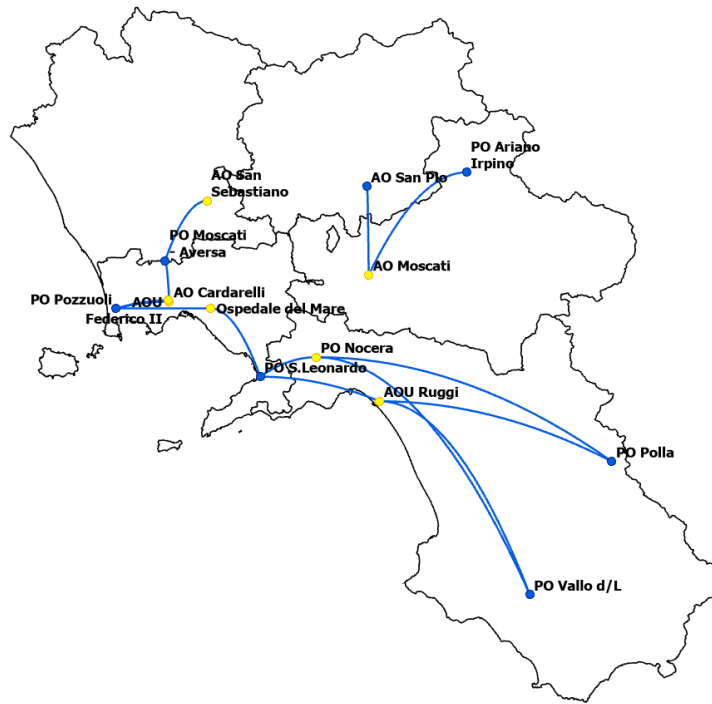 PO Ariano
Irpino
AO San
Sebastiano
AO San Pio
PO Moscati
- Aversa
AO Moscati
AO Cardarelli
PO Pozzuoli
AOU
Federico II
Ospedale del Mare
PO Nocera
PO S.Leonardo
AOU Ruggi
PO Polla
PO Vallo d/L